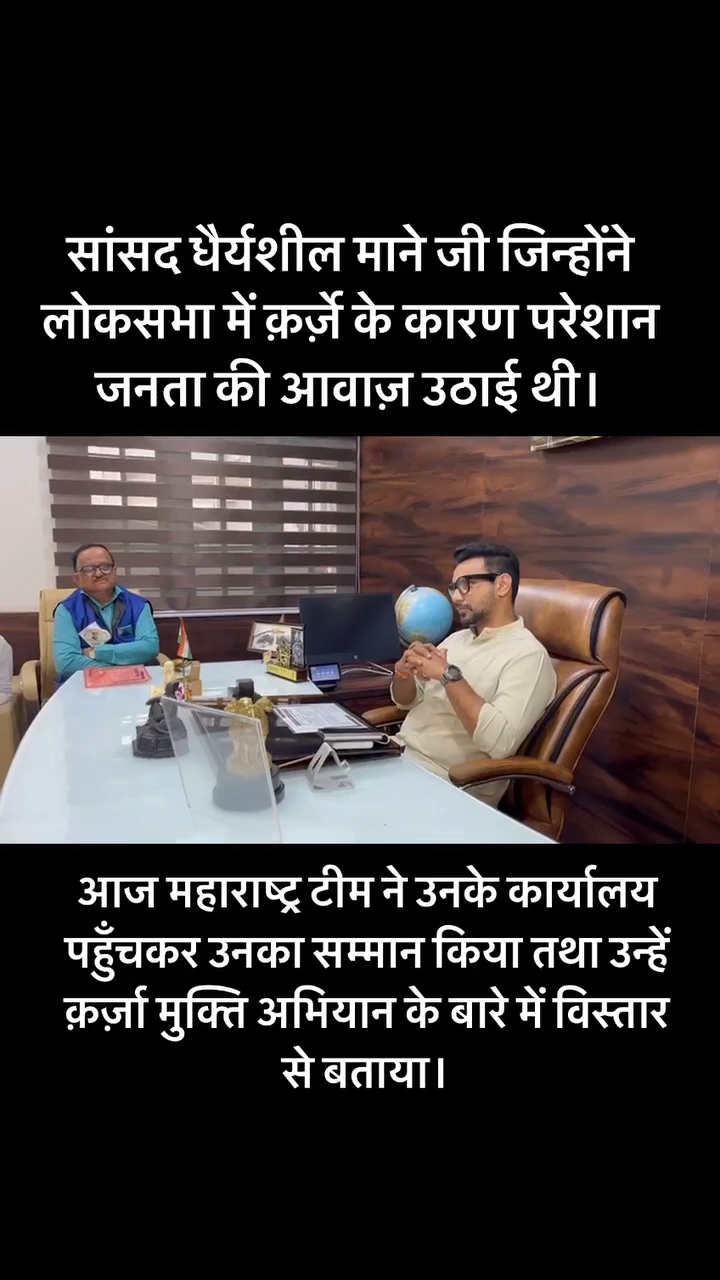 सांसद धैर्यशील माने जी जिन्होंने
लोकसभा में क़र्ज़े के कारण परेशान
जनता की आवाज़ उठाई थी।
आज महाराष्ट्र टीम ने उनके कार्यालय
पहुँचकर उनका सम्मान किया तथा उन्हें
क़र्ज़ा मुक्ति अभियान के बारे में विस्तार
से बताया।